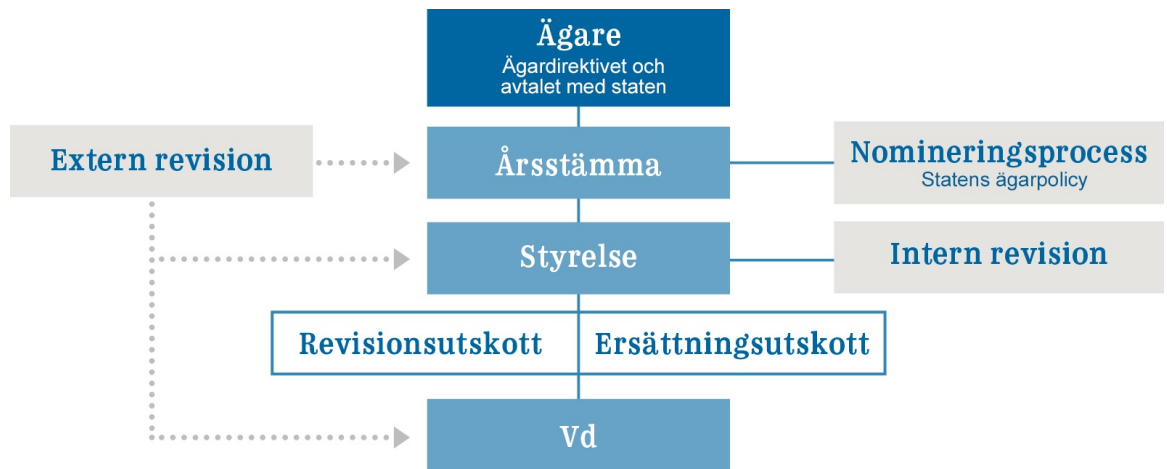 Ägare
Ägardirektivet och
avtalet med staten
Extern revision
Årsstämma
Nomineringsprocess
Statens ägarpolicy
Styrelse
Intern revision
Revisionsutskott
Ersättningsutskott
Vd